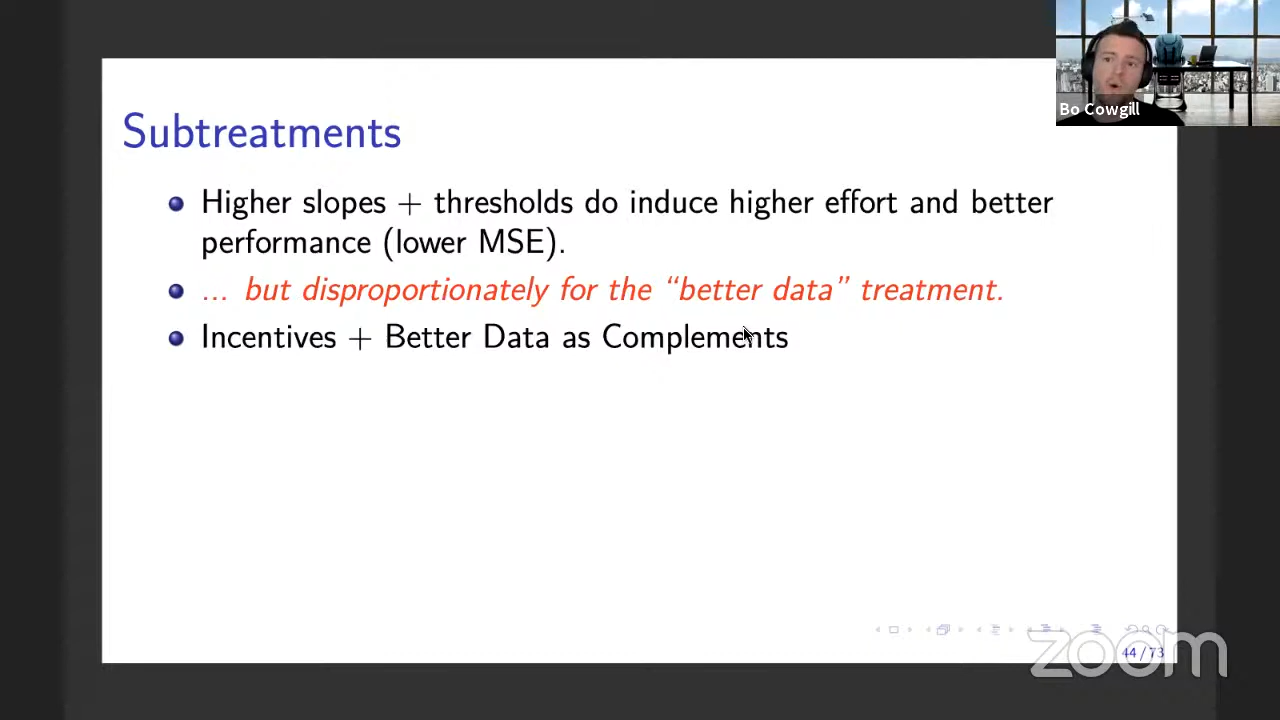 Bo Cowgill
Subtreatments
Higher slopes + thresholds do induce higher effort and better
performance (lower MSE).
... but disproportionately for the “better data” treatment.
Incentives + Better Data as Complements
44 / 73
zoom